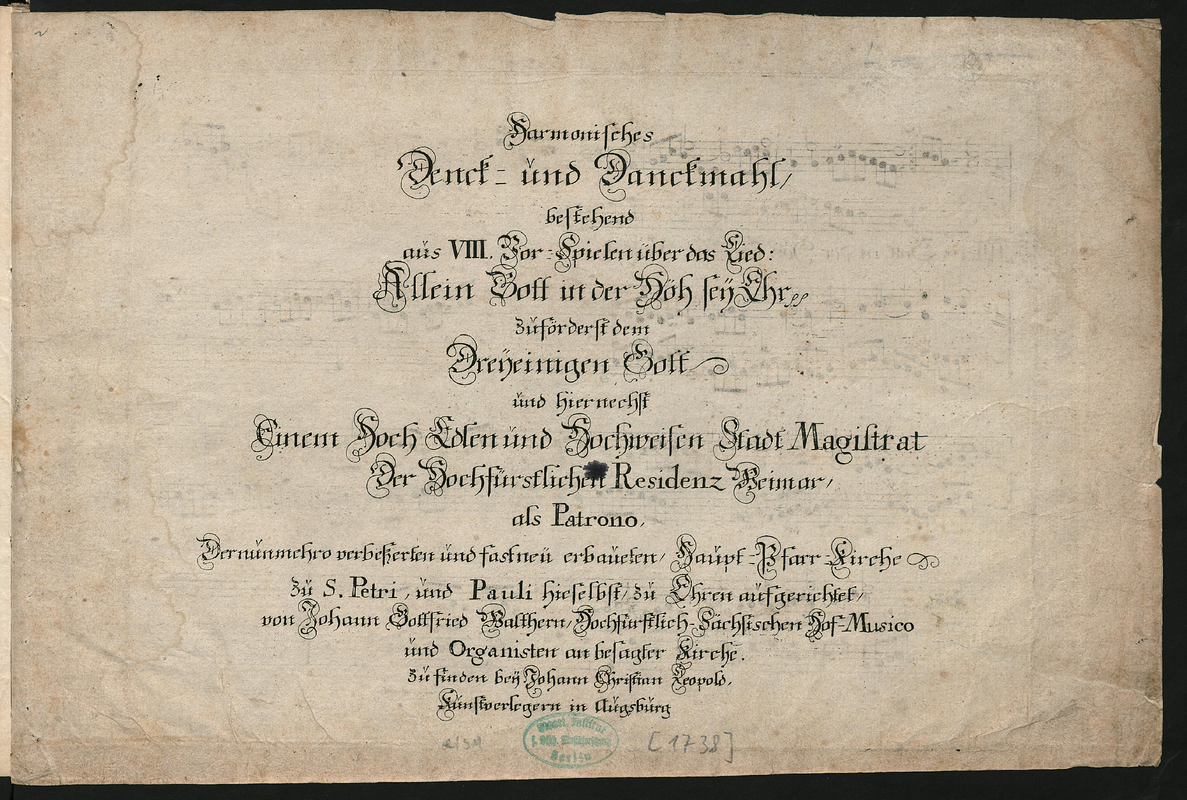 Harmonisches
Denck- und Danckmahl,
bestehend
aus VIII. Vor-Spielen über das Lied:
Allein Gott in der Höh sey Ehr
zuförderst dem
Dreyeinigen Gott
und hiernechst
Einem Hoch Edlen und Hochweisen Stadt Magistrat
Der Hochfürstlichen Residenz Weimar,
als Patrono,
Der nunmehro verbeßerten und fast neu erbaueten, Haupt-Pfarr-Kirche
zu S. Petri, und Pauli hieselbst, zu Ehren aufgerichtet,
von Johann Gottfried Walthern, Hochfürstlich-Sächsischen Hof-Musico
und Organisten an besagter Kirche.
Zu finden bey Johann Christian Leopold,
Kunstverlegern in Augsburg
Berlin
[1738]